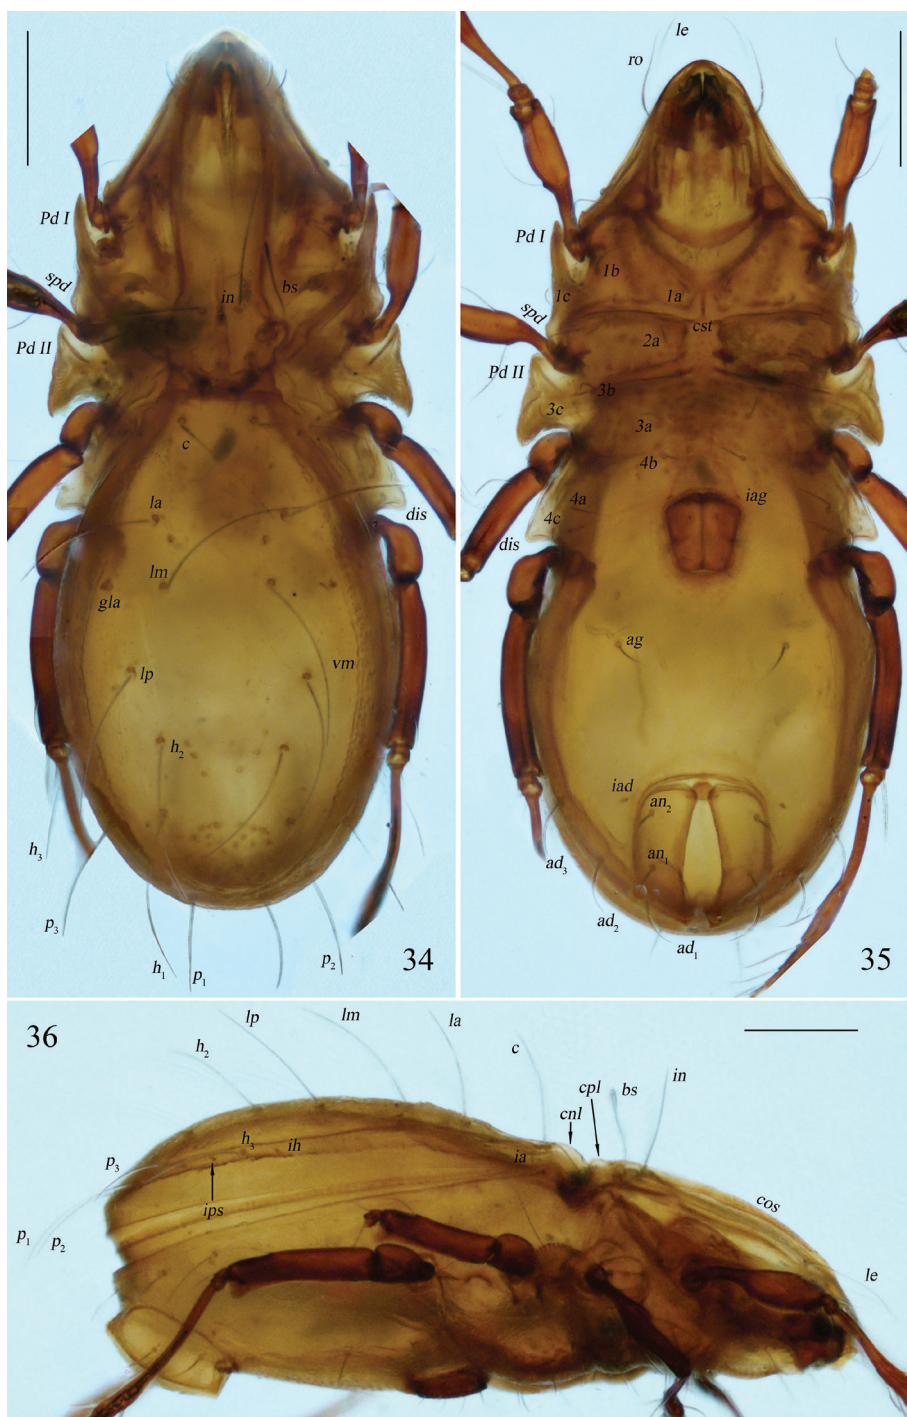 Pd I
spd
Pd II
in
bs
c
la
lm
dis
gla
vm
lp
h2
h3
p3
h1
p1
p2
34
le
ro
Pd I
1b
1c
1a
spd
cst
2a
Pd II
3b
3c
3a
4b
4a
iag
4c
dis
ag
iad
an2
an1
ad3
ad2
ad1
35
36
lp
lm
la
h2
c
cpl
bs
in
cnl
h3
ih
ia
p3
ips
cos
p1
p2
le